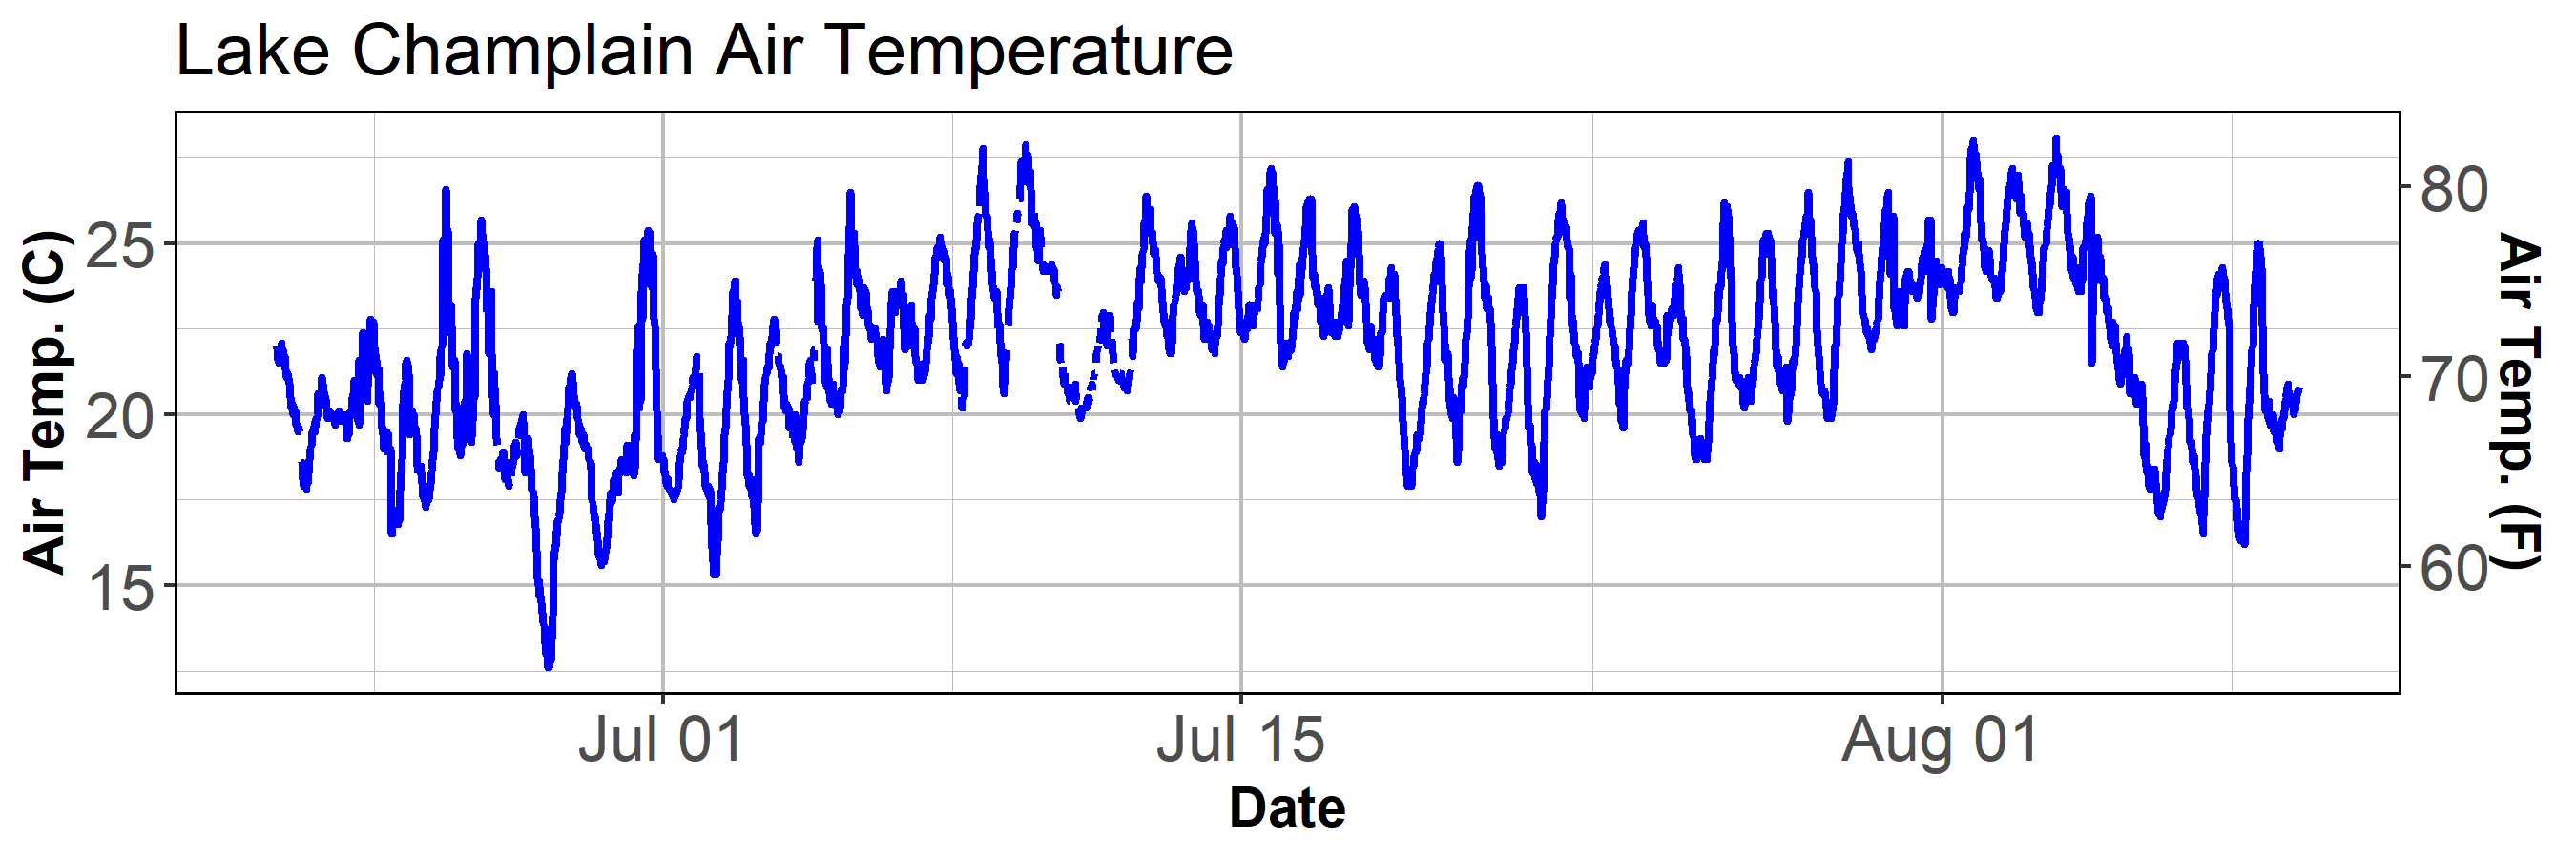 Lake Champlain Air Temperature
Air Temp. (C)
25
20
15
80
70
60
Air Temp. (F)
Jul 01
Jul 15
Aug 01
Date